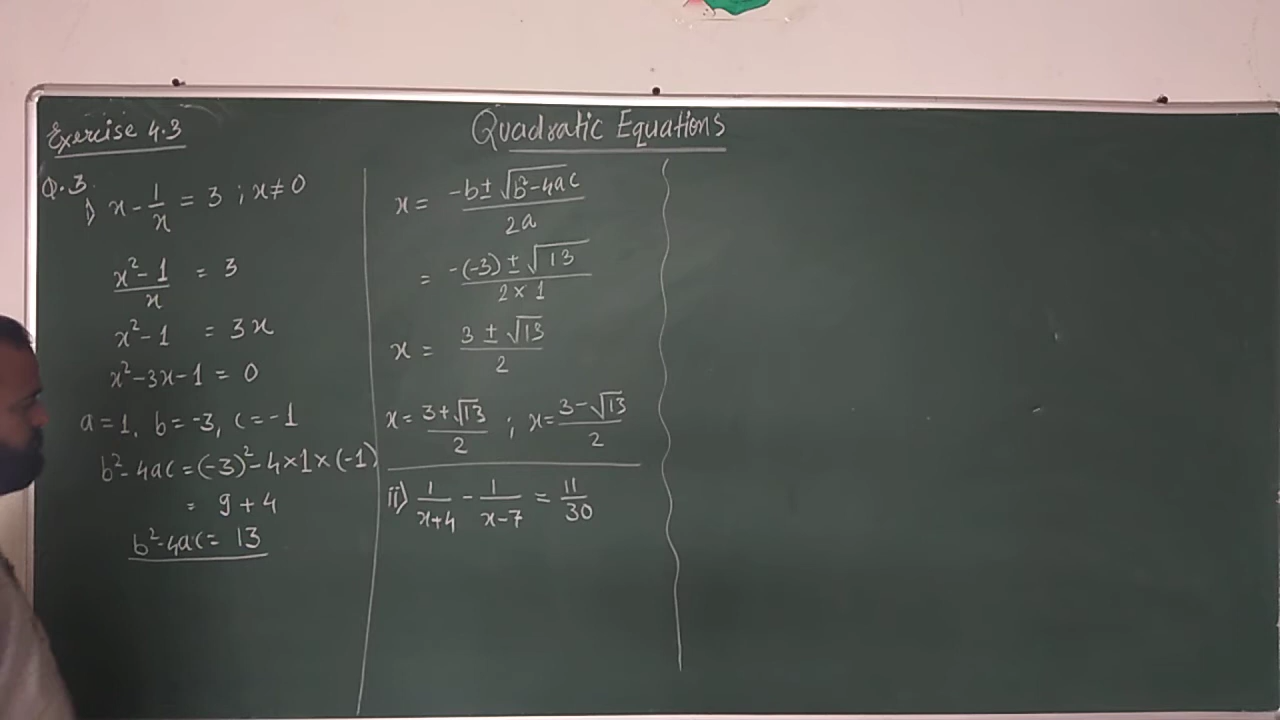 Exercise 4.3
Quadratic Equations
Q.3
i) x - 1/x = 3 ; x ≠ 0
(x² - 1)/x = 3
x² - 1 = 3x
x² - 3x - 1 = 0
a = 1, b = -3, c = -1
b² - 4ac = (-3)² - 4 × 1 × (-1)
= 9 + 4
b² - 4ac = 13
x = (-b ± √(b² - 4ac))/2a
= (-(-3) ± √13)/(2 × 1)
x = (3 ± √13)/2
x = (3 + √13)/2 ; x = (3 - √13)/2
ii) 1/(x+4) - 1/(x-7) = 11/30